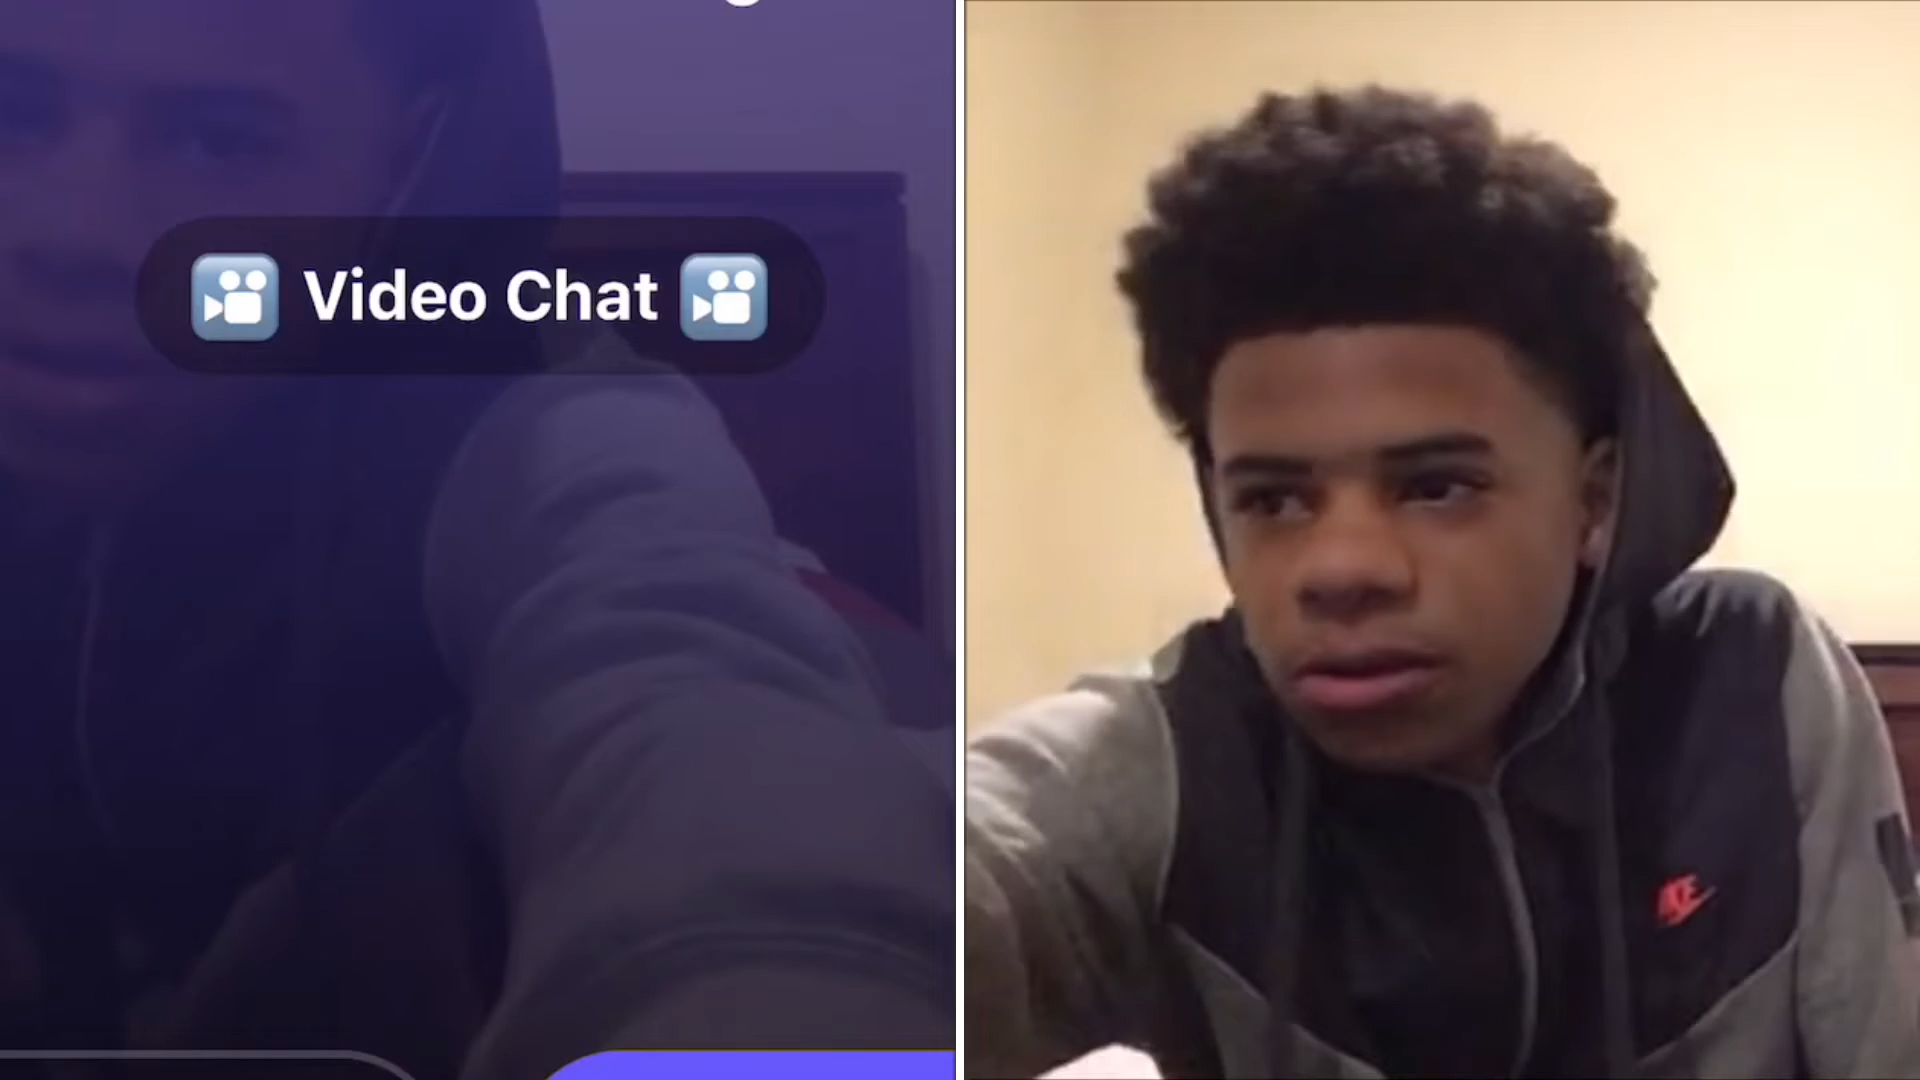 🎦 Video Chat 🎦